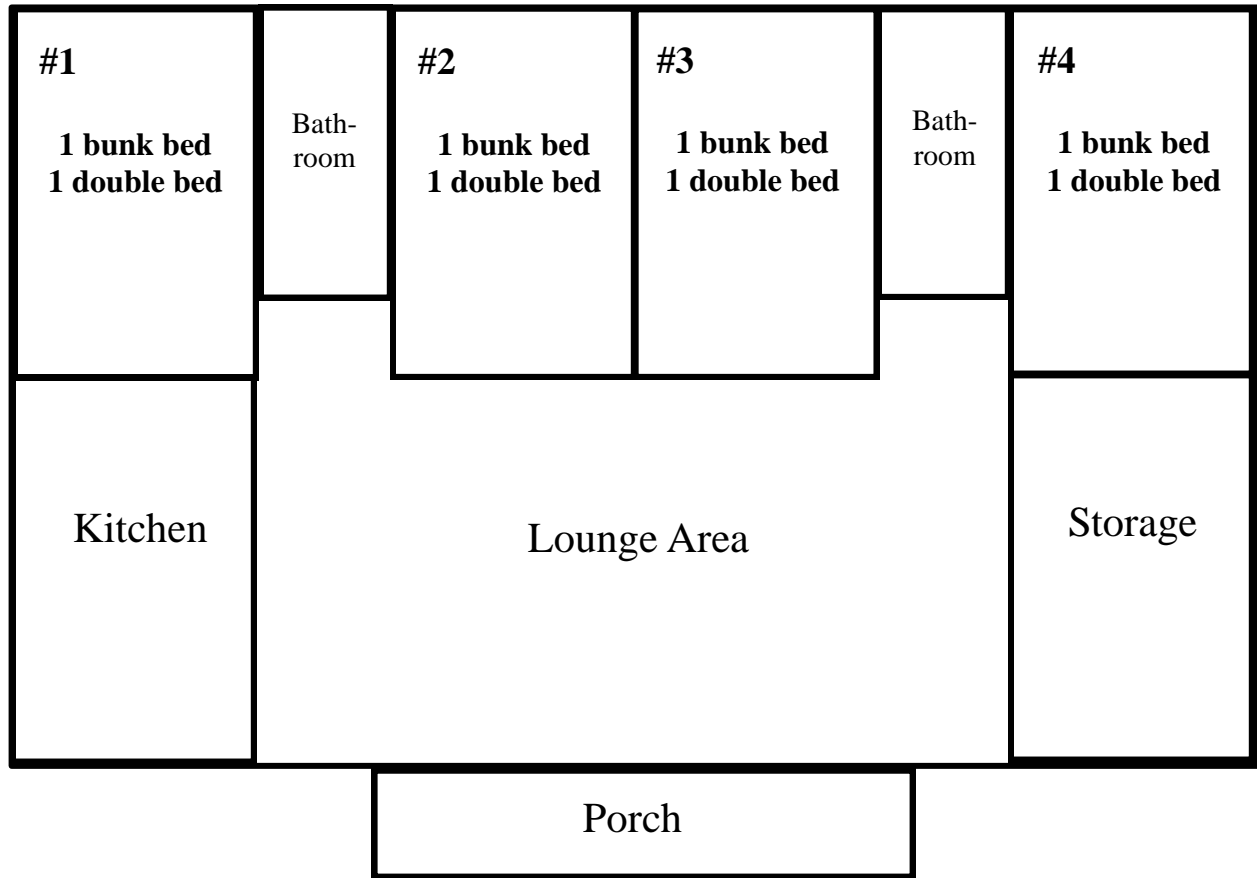 #1
1 bunk bed
1 double bed
Bath-
room
#2
1 bunk bed
1 double bed
#3
1 bunk bed
1 double bed
Bath-
room
#4
1 bunk bed
1 double bed
Kitchen
Lounge Area
Storage
Porch